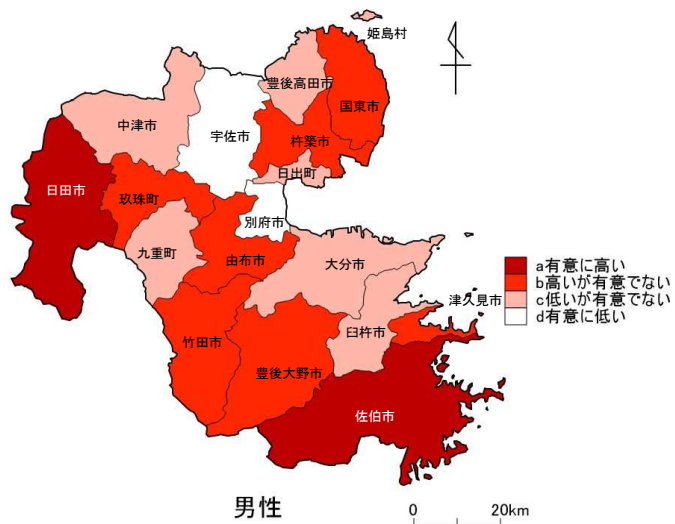 姫島村
豊後高田市
国東市
中津市
宇佐市
杵築市
日出町
日田市
玖珠町
別府市
九重町
由布市
大分市
a有意に高い
b高いが有意でない
c低いが有意でない
d有意に低い
津久見市
臼杵市
竹田市
豊後大野市
佐伯市
男性
0 20km